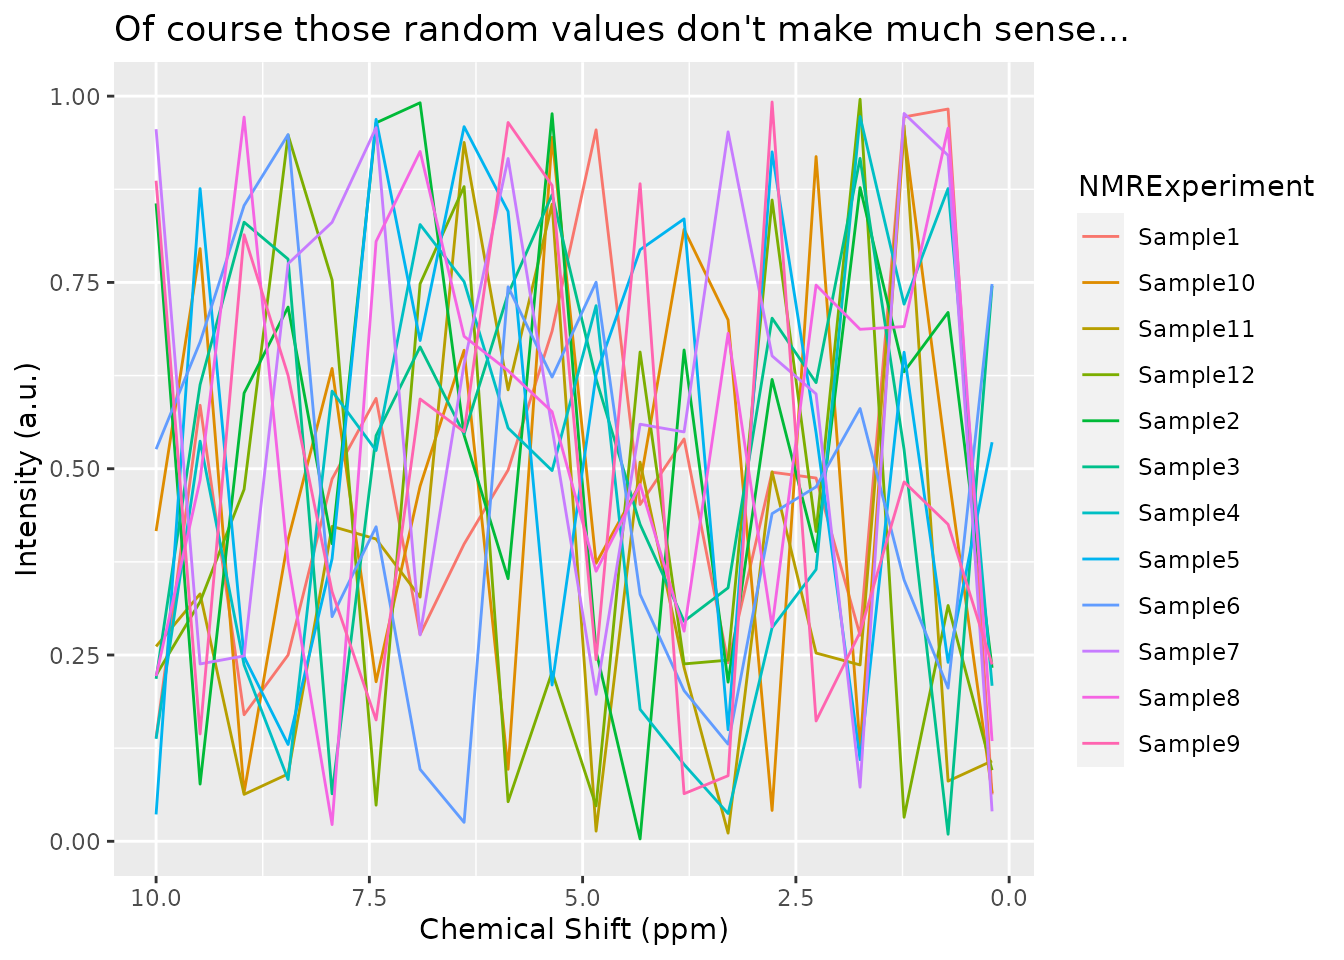 Of course those random values don't make much sense...
Intensity (a.u.)
1.00
0.75
0.50
0.25
0.00
10.0
7.5
5.0
2.5
0.0
Chemical Shift (ppm)
NMRExperiment
Sample1
Sample10
Sample11
Sample12
Sample2
Sample3
Sample4
Sample5
Sample6
Sample7
Sample8
Sample9